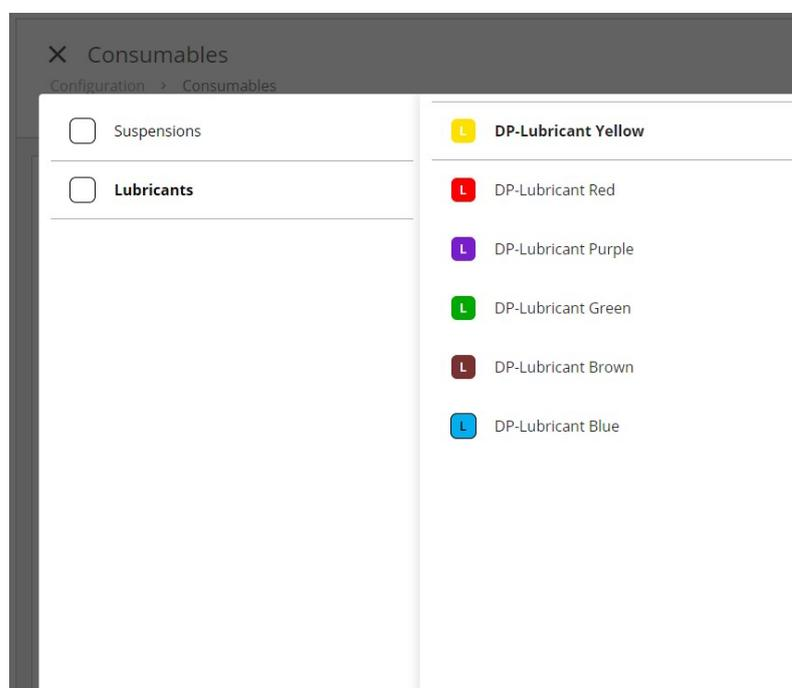 Consumables
Configuration > Consumables
Suspensions
Lubricants
L DP-Lubricant Yellow
L DP-Lubricant Red
L DP-Lubricant Purple
L DP-Lubricant Green
L DP-Lubricant Brown
L DP-Lubricant Blue